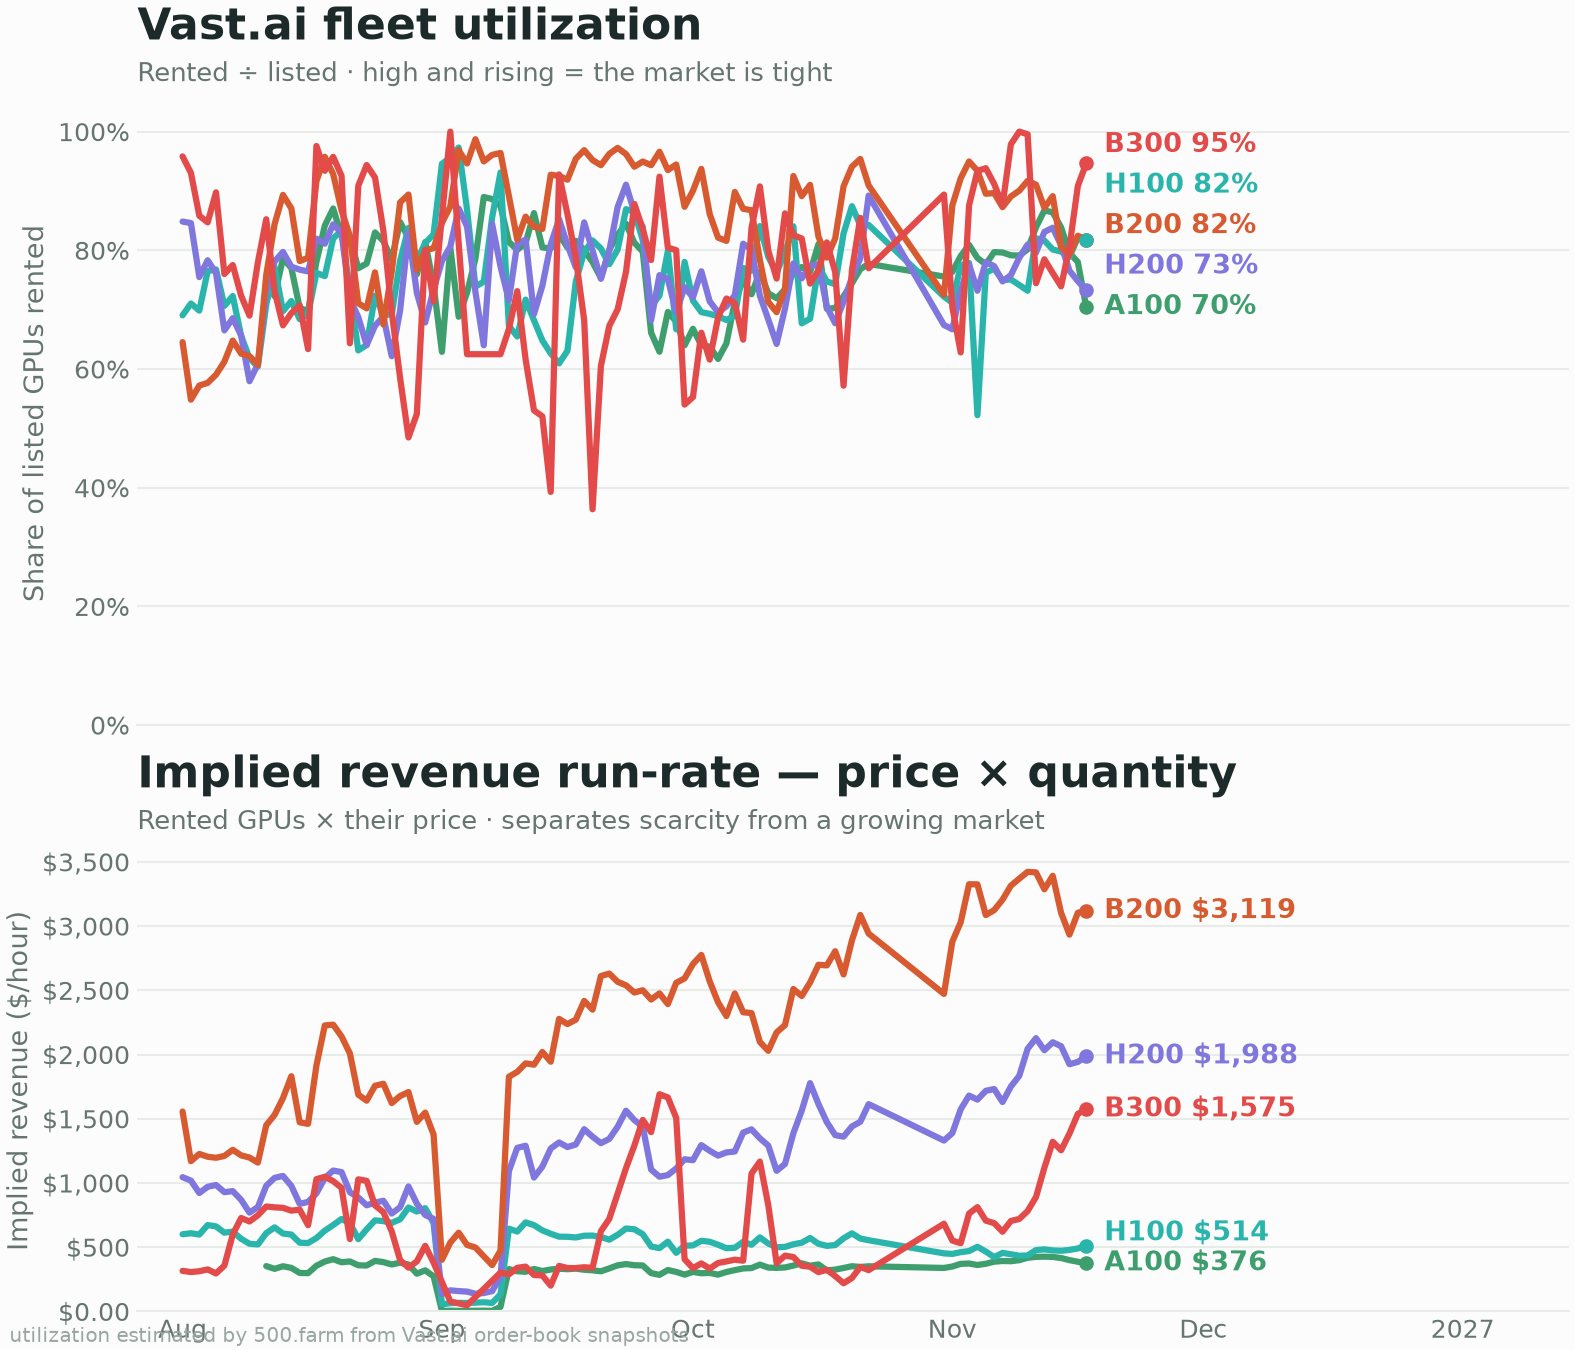 Vast.ai fleet utilization
Rented ÷ listed · high and rising = the market is tight
Share of listed GPUs rented
100%
80%
60%
40%
20%
0%
B300 95%
H100 82%
B200 82%
H200 73%
A100 70%
Implied revenue run-rate — price × quantity
Rented GPUs × their price · separates scarcity from a growing market
Implied revenue ($/hour)
$3,500
$3,000
$2,500
$2,000
$1,500
$1,000
$500
$0.00
B200 $3,119
H200 $1,988
B300 $1,575
H100 $514
A100 $376
Aug Sep Oct Nov Dec 2027
utilization estimated by 500.farm from Vast.ai order-book snapshots